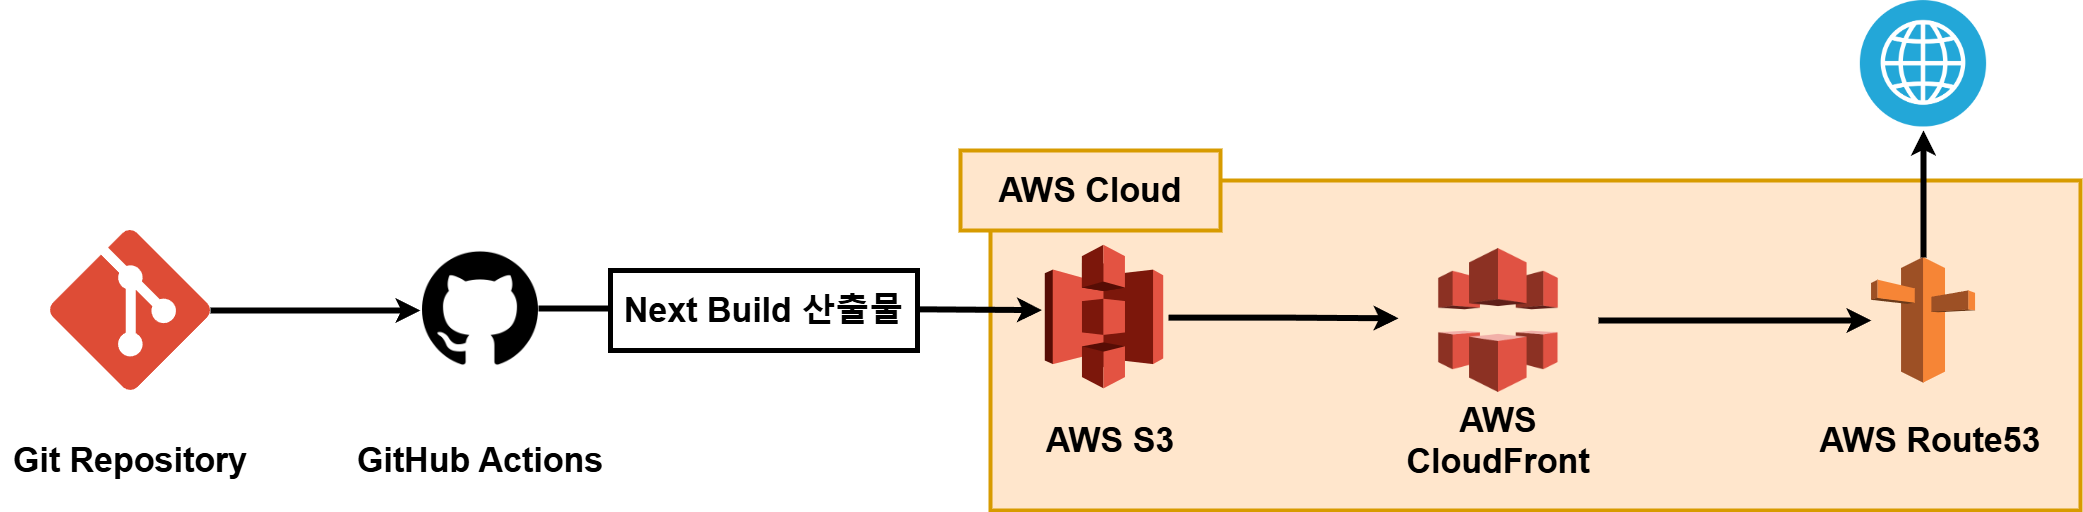 AWS Cloud
Next Build 산출물
Git Repository
GitHub Actions
AWS S3
AWS
CloudFront
AWS Route53